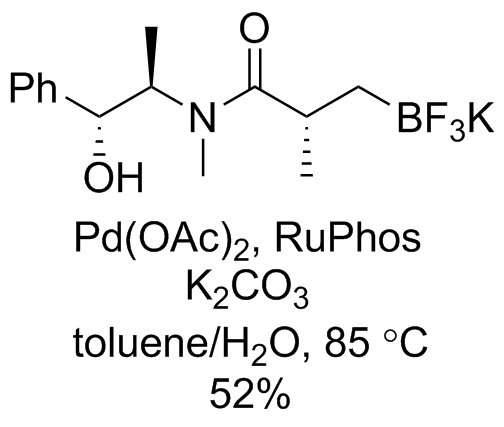 O
Ph
N
BF₃K
OH
Pd(OAc)₂, RuPhos
K₂CO₃
toluene/H₂O, 85 °C
52%